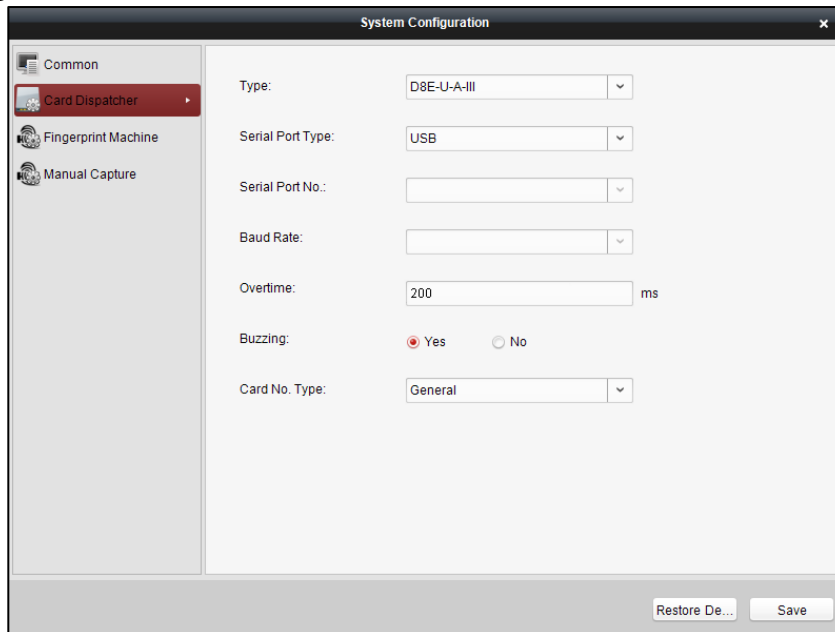 System Configuration
Common
Card Dispatcher
Fingerprint Machine
Manual Capture
Type: D8E-U-A-III
Serial Port Type: USB
Serial Port No.:
Baud Rate:
Overtime: 200 ms
Buzzing: Yes No
Card No. Type: General
Restore De... Save